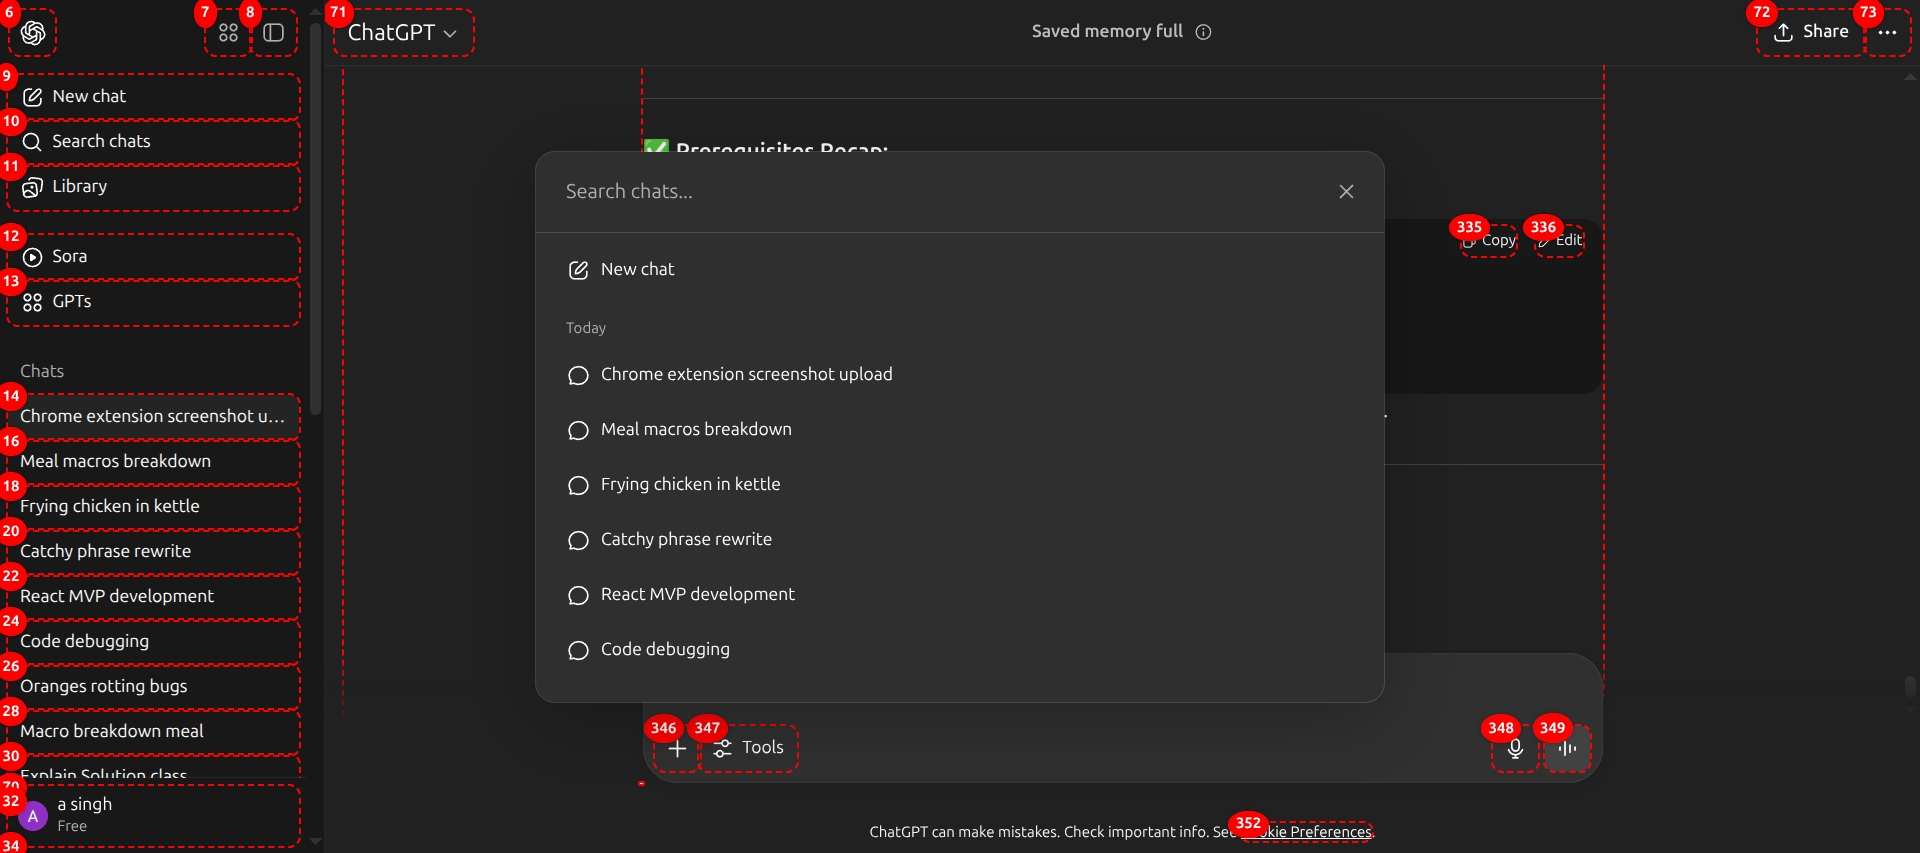 6
7
8
71
ChatGPT
Saved memory full
72
Share
73
9
New chat
10
Search chats
11
Library
12
Sora
13
GPTs
Chats
14
Chrome extension screenshot u...
16
Meal macros breakdown
18
Frying chicken in kettle
20
Catchy phrase rewrite
22
React MVP development
24
Code debugging
26
Oranges rotting bugs
28
Macro breakdown meal
30
Explain Solution class
32
A
a singh
Free
34
✅ Prerequisites Recap:
Search chats...
New chat
Today
Chrome extension screenshot upload
Meal macros breakdown
Frying chicken in kettle
Catchy phrase rewrite
React MVP development
Code debugging
335
Copy
336
Edit
346
347
Tools
348
349
ChatGPT can make mistakes. Check important info. See
352
Preferences.